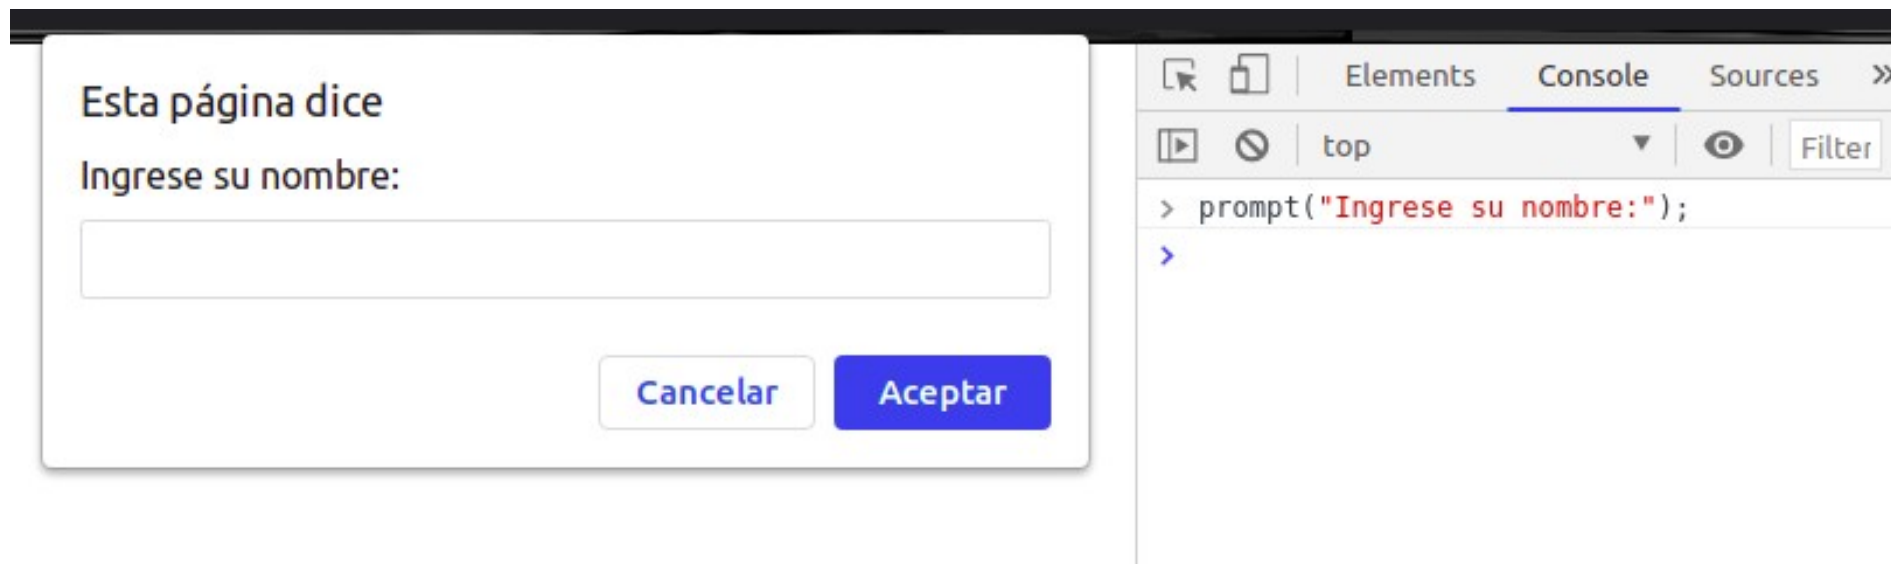 Esta página dice
Ingrese su nombre:
Cancelar Aceptar
Elements Console Sources »
top ▼ Filter
> prompt("Ingrese su nombre:");
>